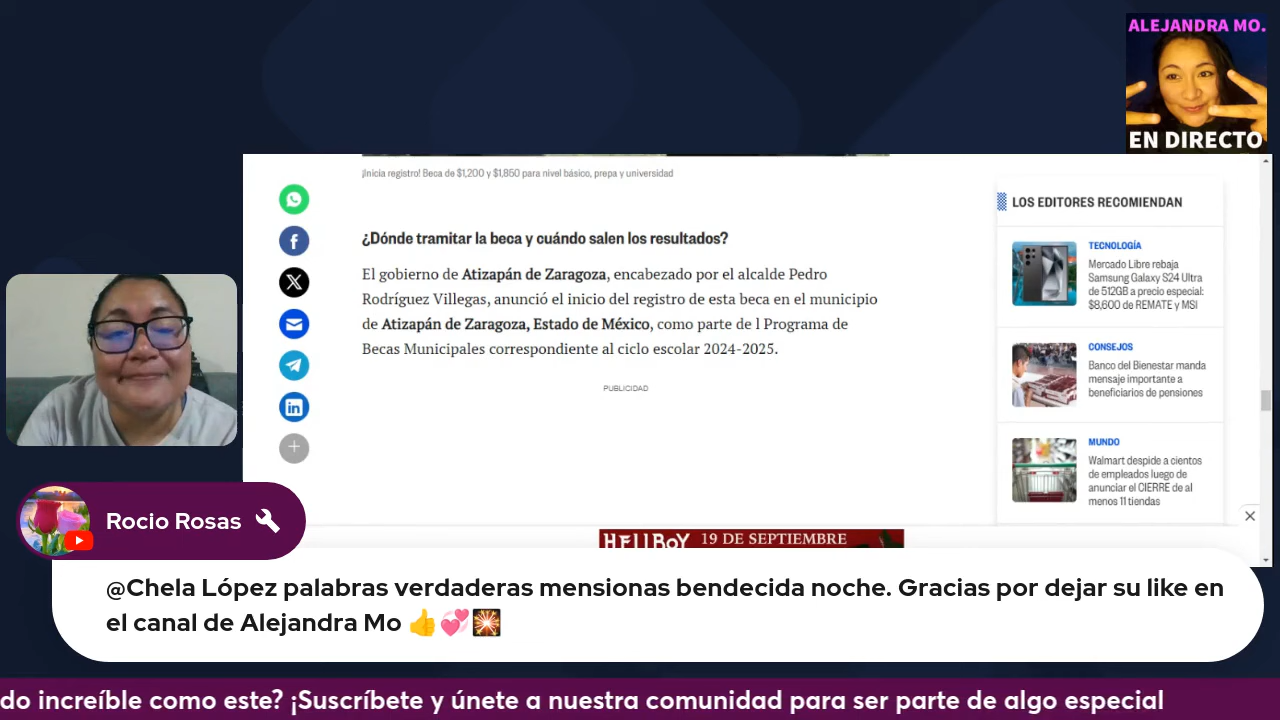 ALEJANDRA MO.
EN DIRECTO
¡Inicia registro! Beca de $1,200 y $1,850 para nivel básico, prepa y universidad
¿Dónde tramitar la beca y cuándo salen los resultados?
El gobierno de Atizapán de Zaragoza, encabezado por el alcalde Pedro
Rodríguez Villegas, anunció el inicio del registro de esta beca en el municipio
de Atizapán de Zaragoza, Estado de México, como parte de l Programa de
Becas Municipales correspondiente al ciclo escolar 2024-2025.
PUBLICIDAD
LOS EDITORES RECOMIENDAN
TECNOLOGÍA
Mercado Libre rebaja
Samsung Galaxy S24 Ultra
de 512GB a precio especial:
$8,600 de REMATE y MSI
CONSEJOS
Banco del Bienestar manda
mensaje importante a
beneficiarios de pensiones
MUNDO
Walmart despide a cientos
de empleados luego de
anunciar el CIERRE de al
menos 11 tiendas
HELLBOY 19 DE SEPTIEMBRE
Rocio Rosas
@Chela López palabras verdaderas mensionas bendecida noche. Gracias por dejar su like en
el canal de Alejandra Mo 👍💞🎇
do increíble como este? ¡Suscríbete y únete a nuestra comunidad para ser parte de algo especial